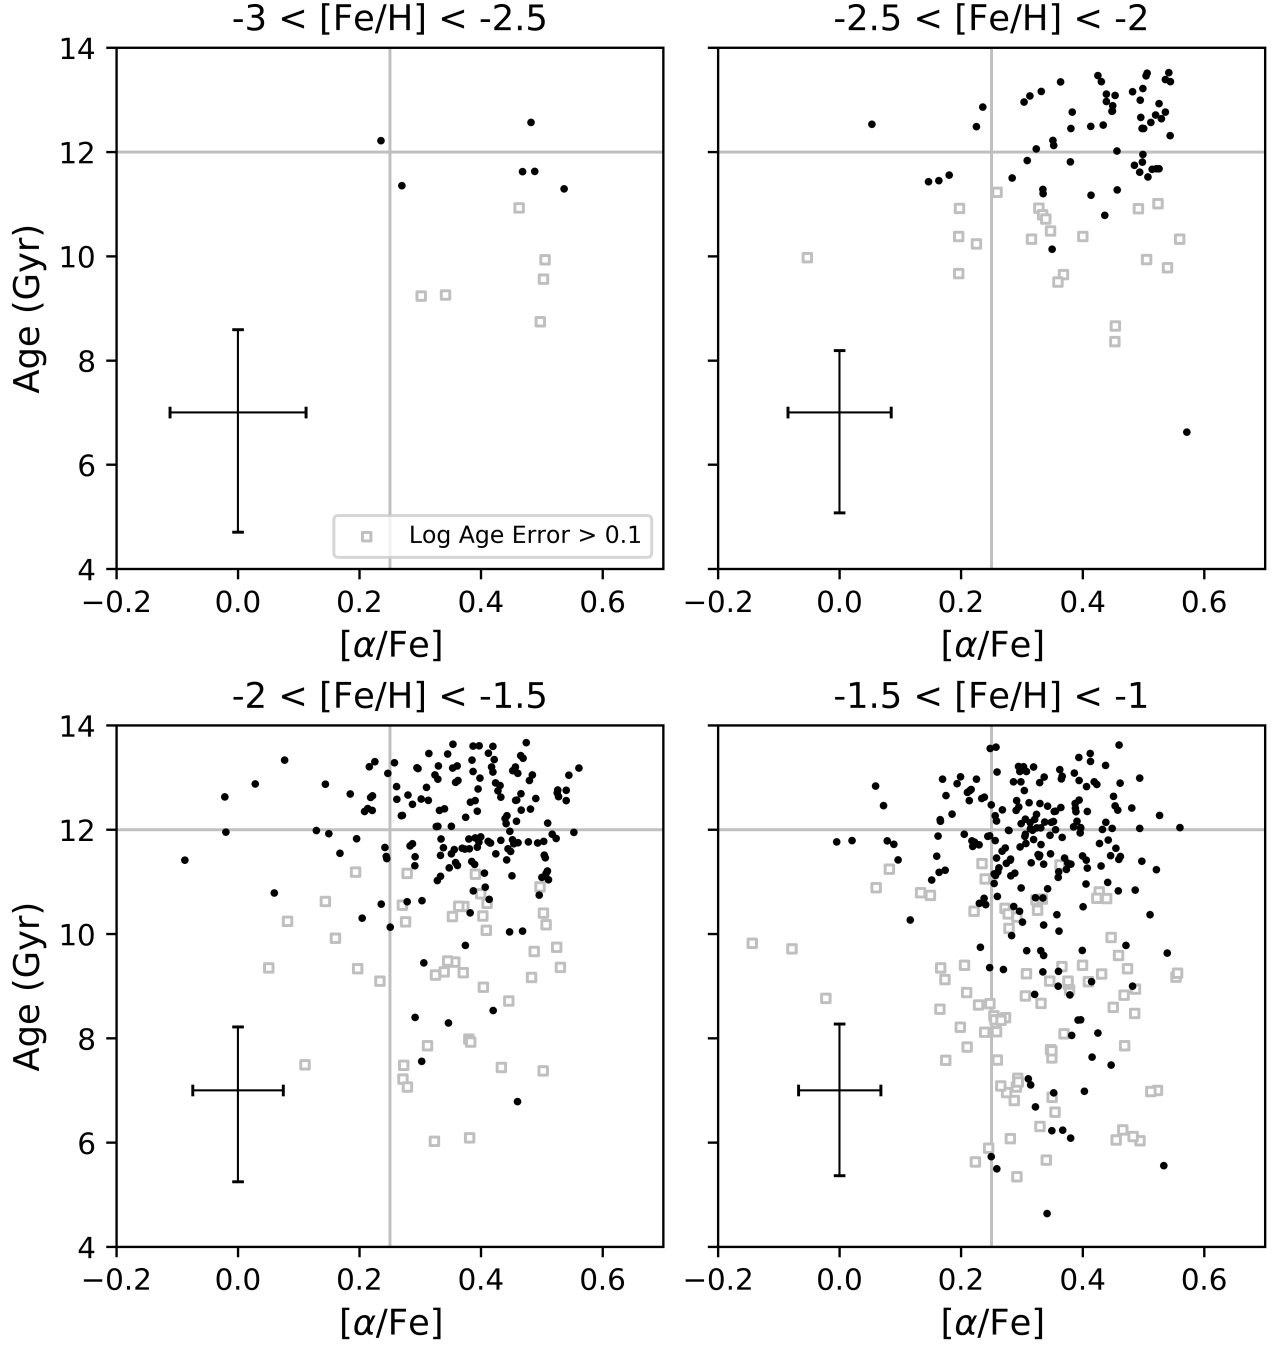 -3 < [Fe/H] < -2.5
-2.5 < [Fe/H] < -2
14
12
10
8
6
4
Age (Gyr)
Log Age Error > 0.1
−0.2 0.0 0.2 0.4 0.6
−0.2 0.0 0.2 0.4 0.6
[α/Fe]
[α/Fe]
-2 < [Fe/H] < -1.5
-1.5 < [Fe/H] < -1
14
12
10
8
6
4
Age (Gyr)
−0.2 0.0 0.2 0.4 0.6
−0.2 0.0 0.2 0.4 0.6
[α/Fe]
[α/Fe]